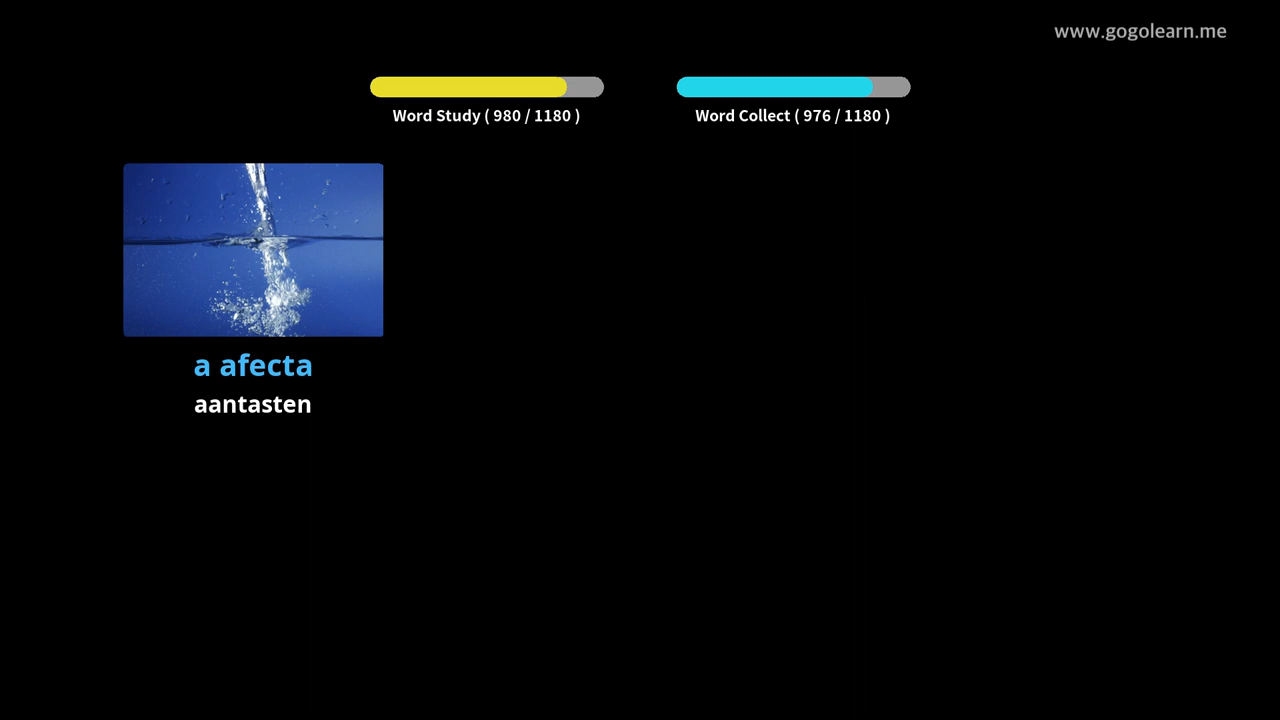 www.gogolearn.me
Word Study ( 980 / 1180 )
Word Collect ( 976 / 1180 )
a afecta
aantasten